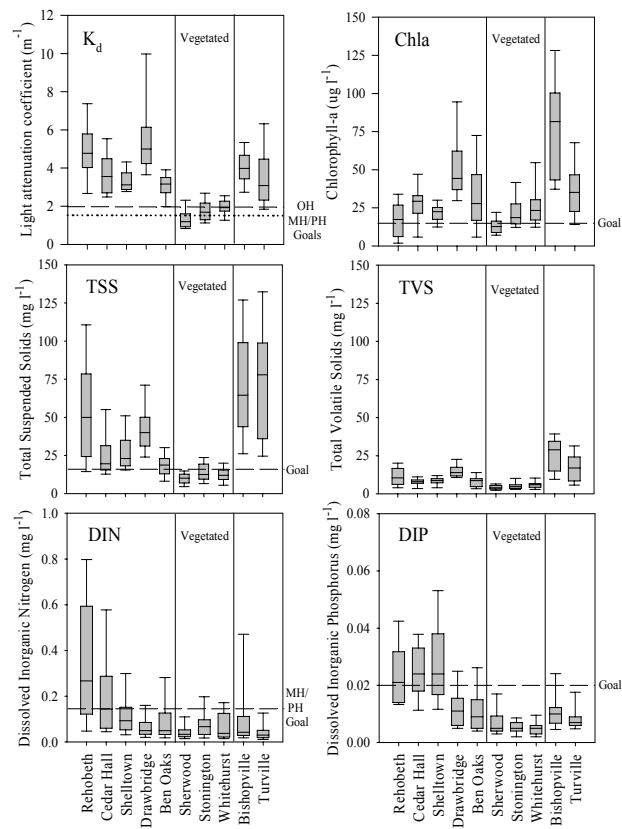 K_d
Vegetated
Light attenuation coefficient (m⁻¹)
12
10
8
6
4
2
0
OH
MH/PH
Goals
Chla
Vegetated
Chlorophyll-a (ug l⁻¹)
150
125
100
75
50
25
0
Goal
TSS
Vegetated
Total Suspended Solids (mg l⁻¹)
150
125
100
75
50
25
0
Goal
TVS
Vegetated
Total Volatile Solids (mg l⁻¹)
150
125
100
75
50
25
0
DIN
Vegetated
Dissolved Inorganic Nitrogen (mg l⁻¹)
1.0
0.8
0.6
0.4
0.2
0.0
MH/
PH
Goal
Rehobeth
Cedar Hall
Shelltown
Drawbridge
Ben Oaks
Sherwood
Stonington
Whitehurst
Bishopville
Turville
DIP
Vegetated
Dissolved Inorganic Phosphorus (mg l⁻¹)
0.08
0.06
0.04
0.02
0.00
Goal
Rehobeth
Cedar Hall
Shelltown
Drawbridge
Ben Oaks
Sherwood
Stonington
Whitehurst
Bishopville
Turville